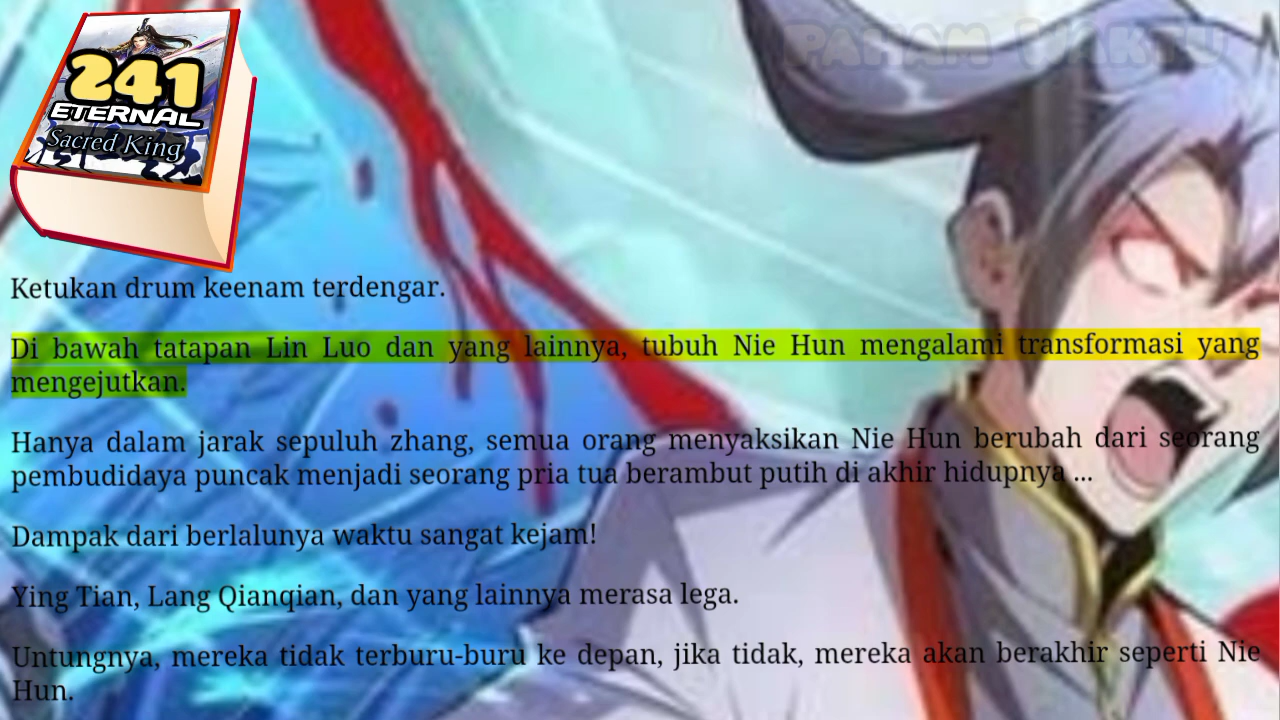 PAHAM WAKTU
241
ETERNAL
Sacred King
Ketukan drum keenam terdengar.
Di bawah tatapan Lin Luo dan yang lainnya, tubuh Nie Hun mengalami transformasi yang
mengejutkan.
Hanya dalam jarak sepuluh zhang, semua orang menyaksikan Nie Hun berubah dari seorang
pembudidaya puncak menjadi seorang pria tua berambut putih di akhir hidupnya ...
Dampak dari berlalunya waktu sangat kejam!
Ying Tian, Lang Qianqian, dan yang lainnya merasa lega.
Untungnya, mereka tidak terburu-buru ke depan, jika tidak, mereka akan berakhir seperti Nie
Hun.